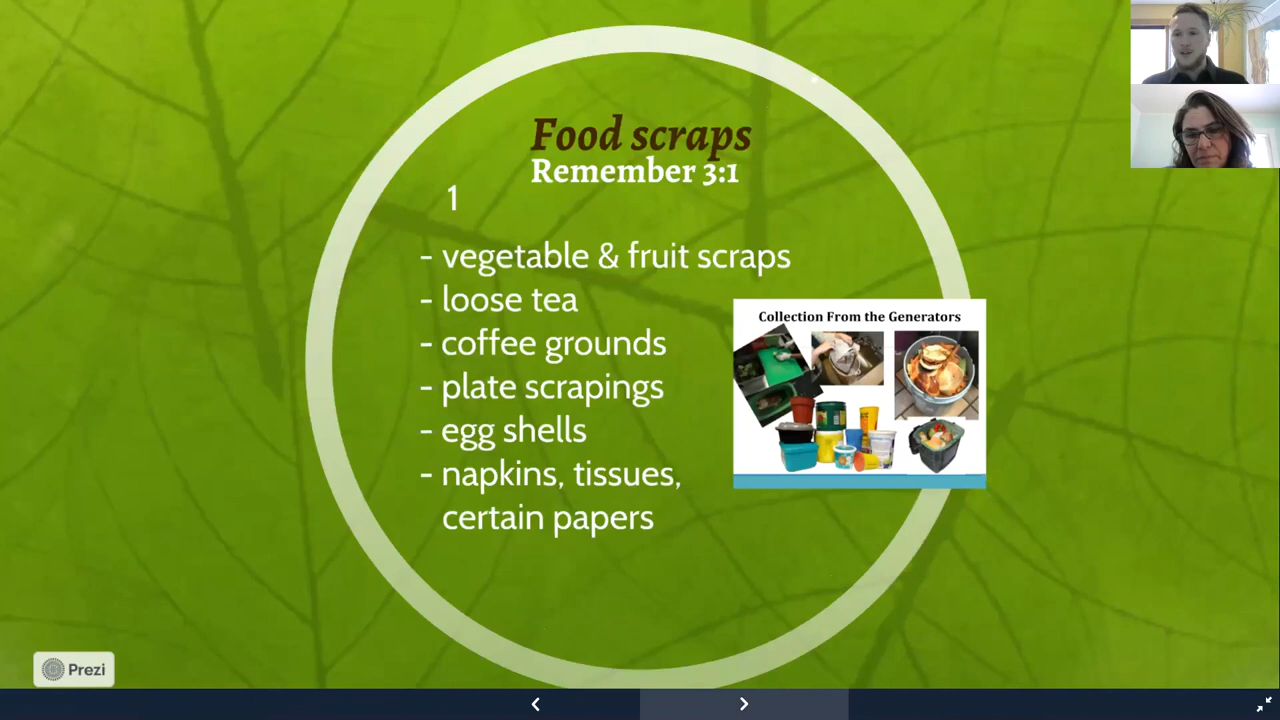 Food scraps
Remember 3:1
1
- vegetable & fruit scraps
- loose tea
- coffee grounds
- plate scrapings
- egg shells
- napkins, tissues,
certain papers
Collection From the Generators
Prezi